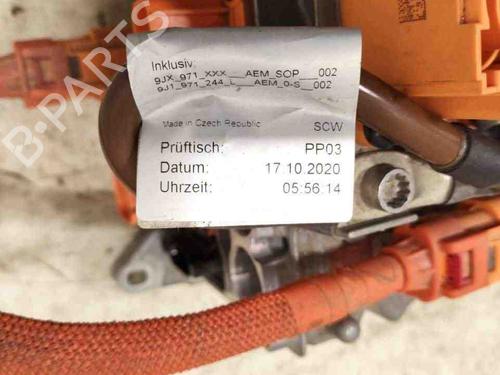 Inklusiv:
9JX_971_XXX___AEM_SOP___002
9J1_971_244_L___AEM_0-S__002
Made in Czech Republic SCW
Prüftisch: PP03
Datum: 17.10.2020
Uhrzeit: 05:56:14
B-PARTS